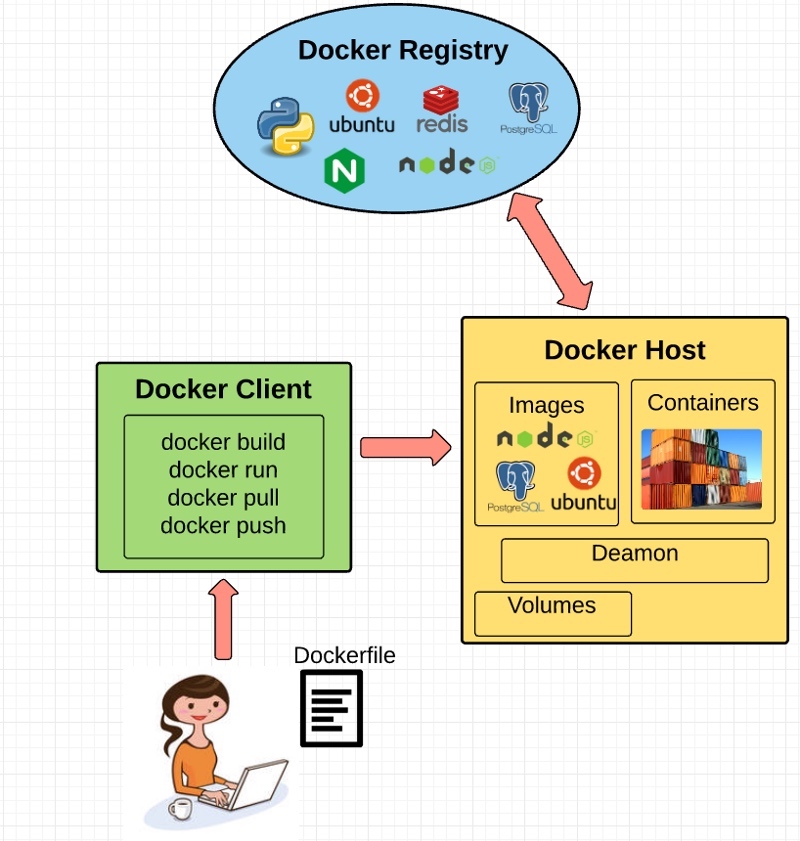 Docker Registry
ubuntu
redis
PostgreSQL
N
node
JS
Docker Host
Docker Client
Images
Containers
node
JS
docker build
docker run
docker pull
docker push
PostgreSQL
ubuntu
Deamon
Volumes
Dockerfile